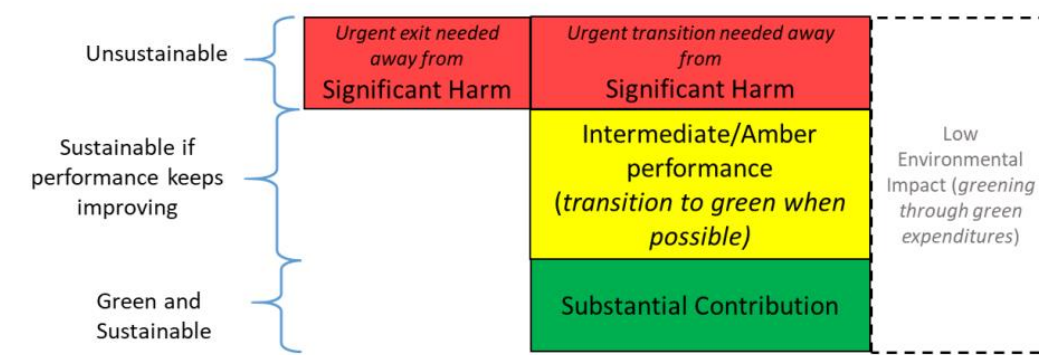 Unsustainable
Urgent exit needed
away from
Significant Harm
Urgent transition needed away
from
Significant Harm
Sustainable if
performance keeps
improving
Intermediate/Amber
performance
(transition to green when
possible)
Low
Environmental
Impact (greening
through green
expenditures)
Green and
Sustainable
Substantial Contribution